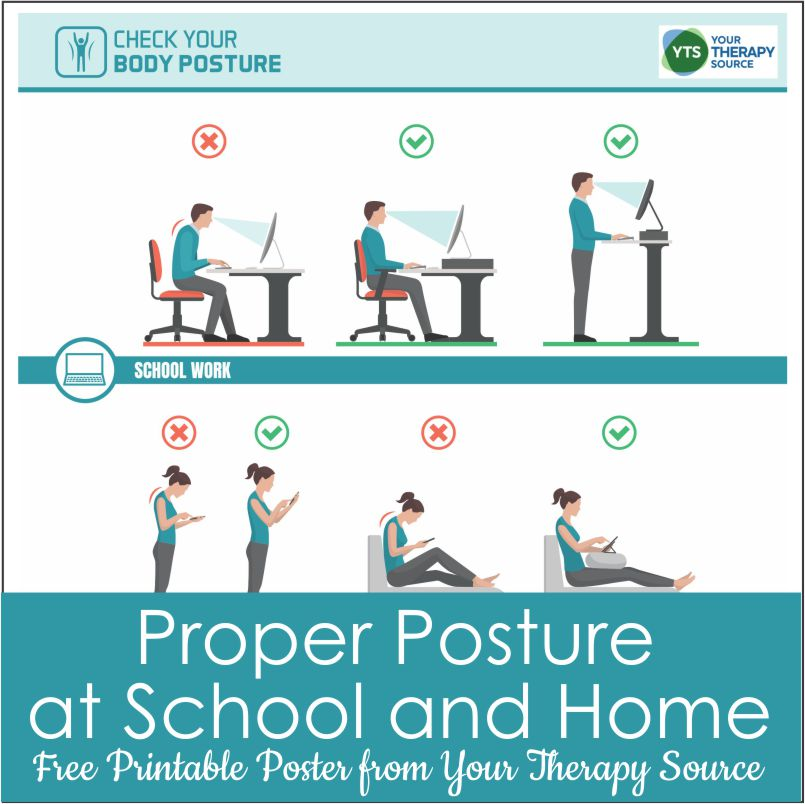 CHECK YOUR
BODY POSTURE
YTS
YOUR
THERAPY
SOURCE
SCHOOL WORK
Proper Posture
at School and Home
Free Printable Poster from Your Therapy Source